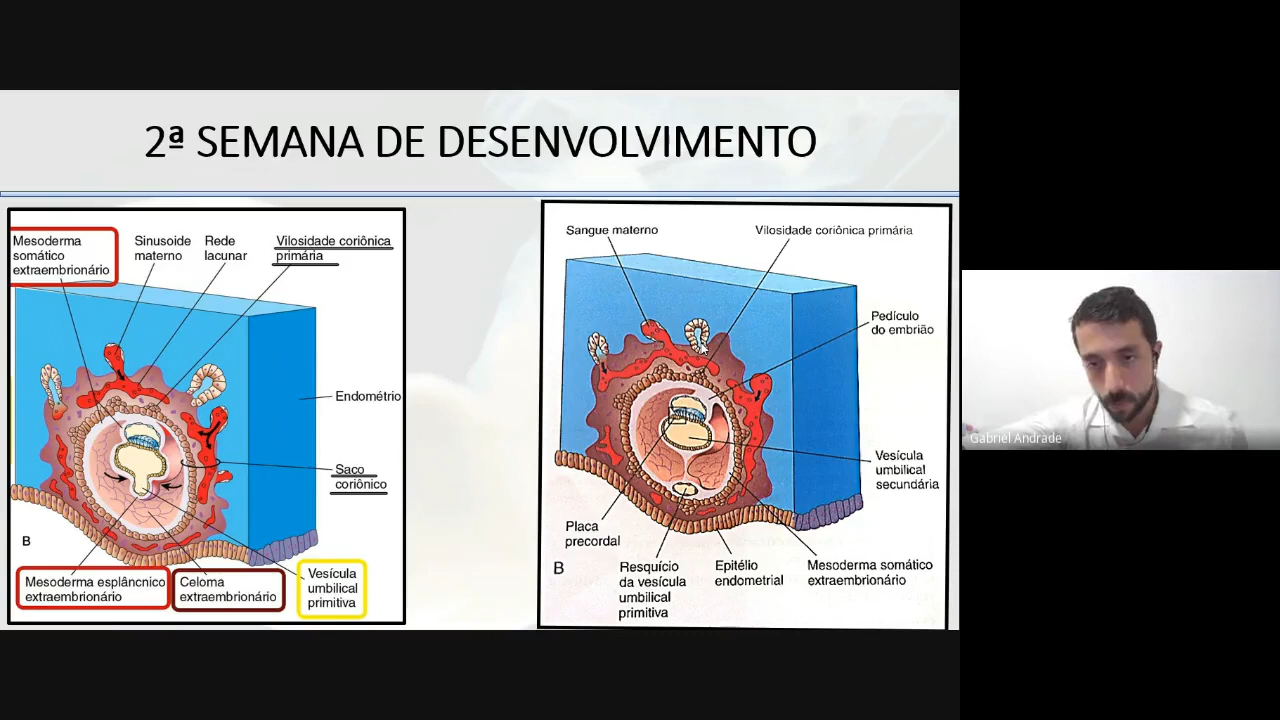 2ª SEMANA DE DESENVOLVIMENTO
Mesoderma
somático
extraembrionário
Sinusoide
materno
Rede
lacunar
Vilosidade coriônica
primária
Endométrio
Saco
coriônico
B
Mesoderma esplâncnico
extraembrionário
Celoma
extraembrionário
Vesícula
umbilical
primitiva
Sangue materno
Vilosidade coriônica primária
Pedículo
do embrião
Vesícula
umbilical
secundária
Placa
precordal
B
Resquício
da vesícula
umbilical
primitiva
Epitélio
endometrial
Mesoderma somático
extraembrionário
Gabriel Andrade